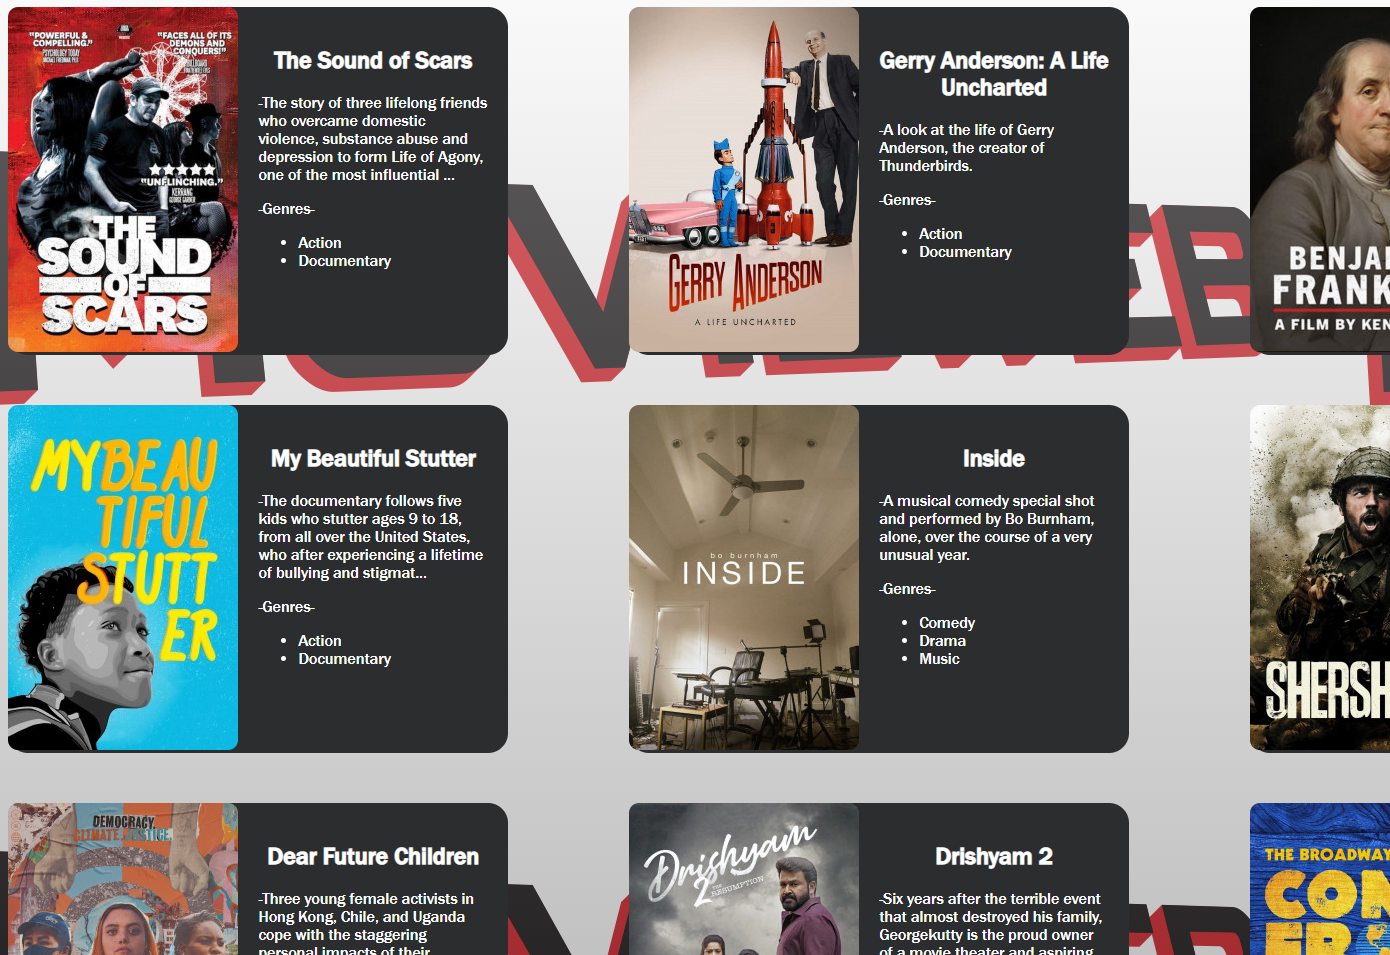 "POWERFUL &
COMPELLING."
PSYCHOLOGY TODAY
"FACES ALL OF ITS
DEMONS AND
CONQUERS!"
BILLBOARD
"UNFLINCHING."
KERRANG
THE
SOUND
OF
SCARS
The Sound of Scars
-The story of three lifelong friends
who overcame domestic
violence, substance abuse and
depression to form Life of Agony,
one of the most influential ...
-Genres-
Action
Documentary
GERRY ANDERSON
A LIFE UNCHARTED
Gerry Anderson: A Life
Uncharted
-A look at the life of Gerry
Anderson, the creator of
Thunderbirds.
-Genres-
Action
Documentary
BENJA
FRANK
A FILM BY KEN
MOVIEWEB
MY BEAU
TIFUL
STUTT
ER
My Beautiful Stutter
-The documentary follows five
kids who stutter ages 9 to 18,
from all over the United States,
who after experiencing a lifetime
of bullying and stigmat...
-Genres-
Action
Documentary
bo burnham
INSIDE
Inside
-A musical comedy special shot
and performed by Bo Burnham,
alone, over the course of a very
unusual year.
-Genres-
Comedy
Drama
Music
SHERSH
DEMOCRACY.
CLIMATE. JUSTICE.
Dear Future Children
-Three young female activists in
Hong Kong, Chile, and Uganda
cope with the staggering
personal impacts of their
Drishyam
2 THE
RESUMPTION
Drishyam 2
-Six years after the terrible event
that almost destroyed his family,
Georgekutty is the proud owner
of a movie theater and aspiring
THE BROADWAY
CON
ER